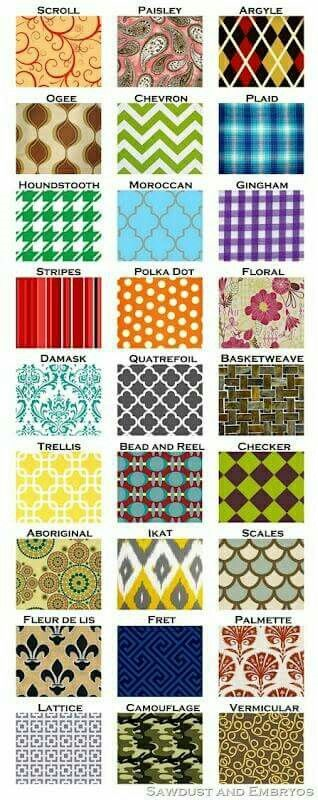 Scroll Paisley Argyle
Ogee Chevron Plaid
Houndstooth Moroccan Gingham
Stripes Polka Dot Floral
Damask Quatrefoil Basketweave
Trellis Bead and Reel Checker
Aboriginal Ikat Scales
Fleur de lis Fret Palmette
Lattice Camouflage Vermicular
Sawdust and Embryos